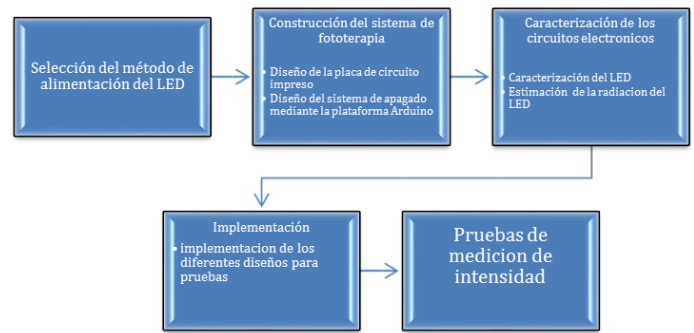 Selección del método de
alimentación del LED
Construcción del sistema de
fototerapia
• Diseño de la placa de circuito
impreso
• Diseño del sistema de apagado
mediante la plataforma Arduino
Caracterización de los
circuitos electronicos
• Caracterización del LED
• Estimación de la radiacion del
LED
Implementación
• implementacion de los
diferentes diseños para
pruebas
Pruebas de
medicion de
intensidad